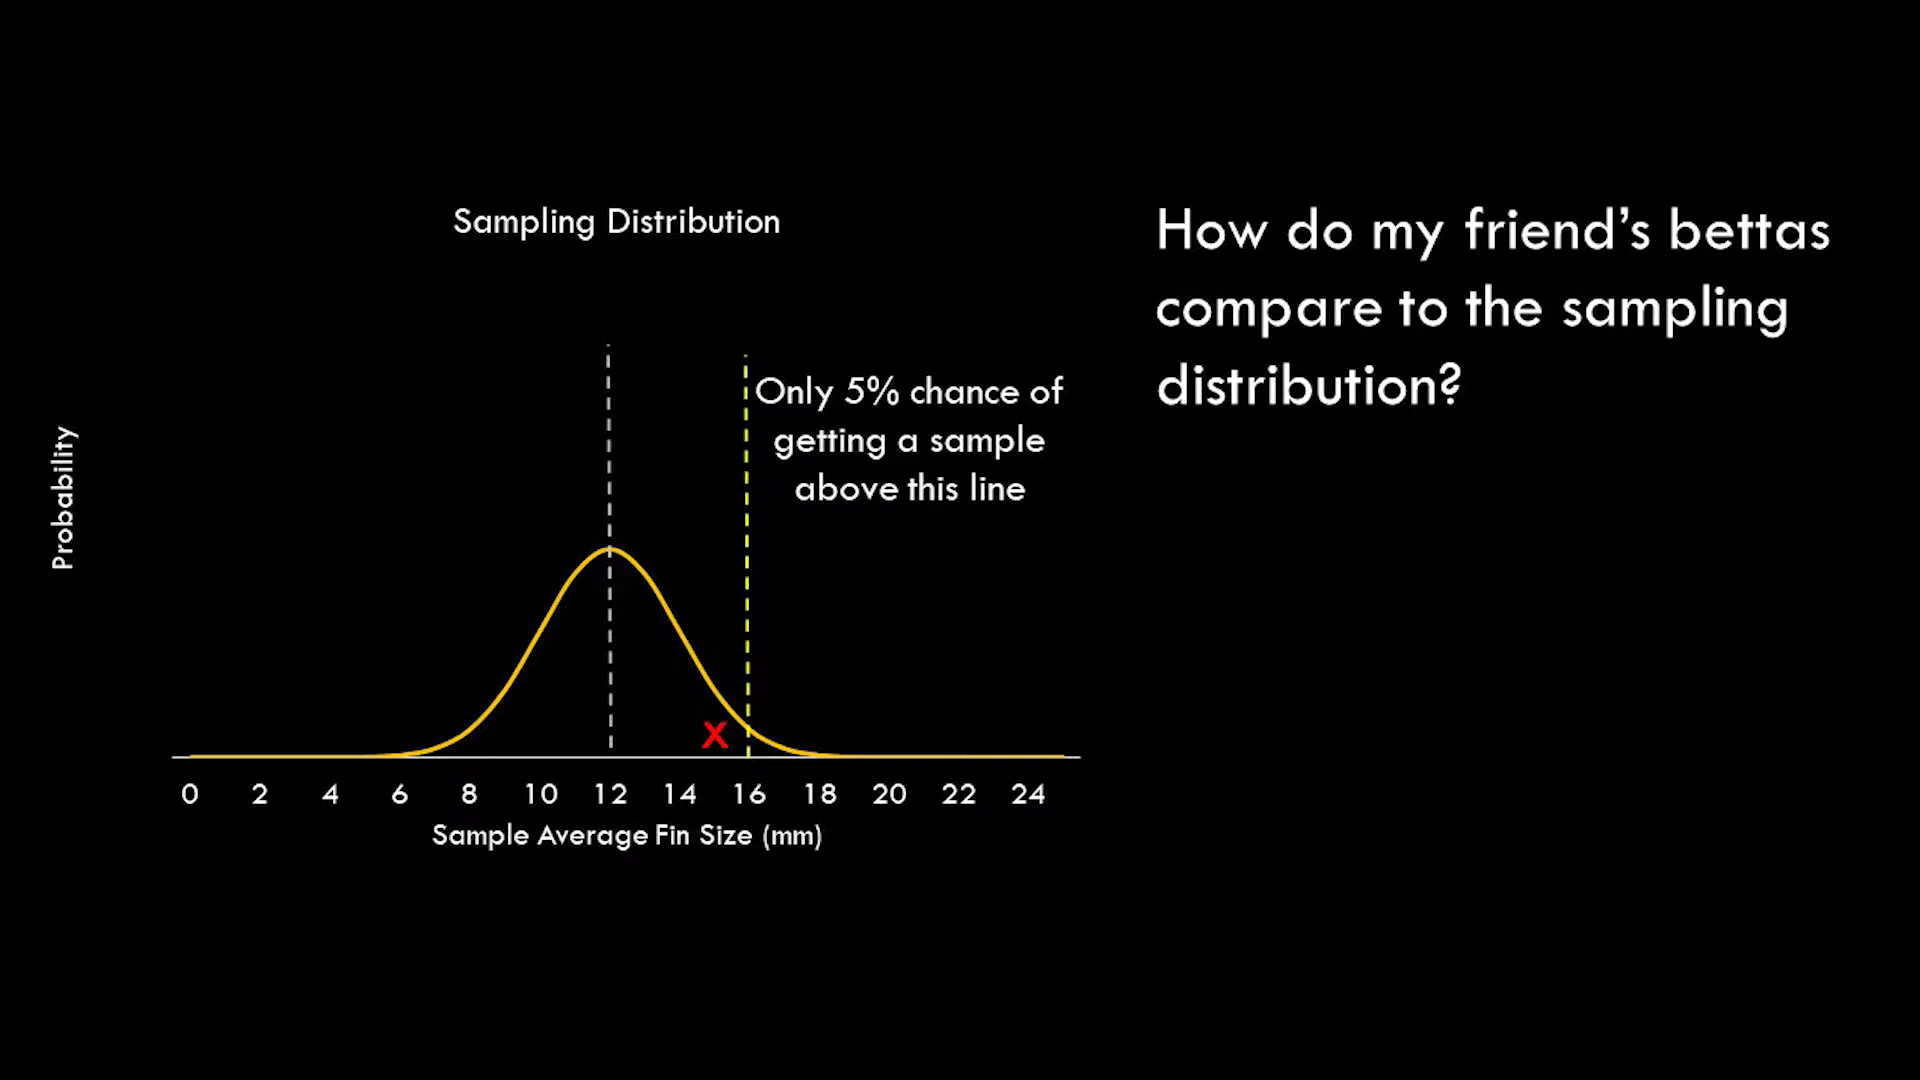 Sampling Distribution
How do my friend’s bettas
compare to the sampling
distribution?
Only 5% chance of
getting a sample
above this line
Probability
X
0 2 4 6 8 10 12 14 16 18 20 22 24
Sample Average Fin Size (mm)